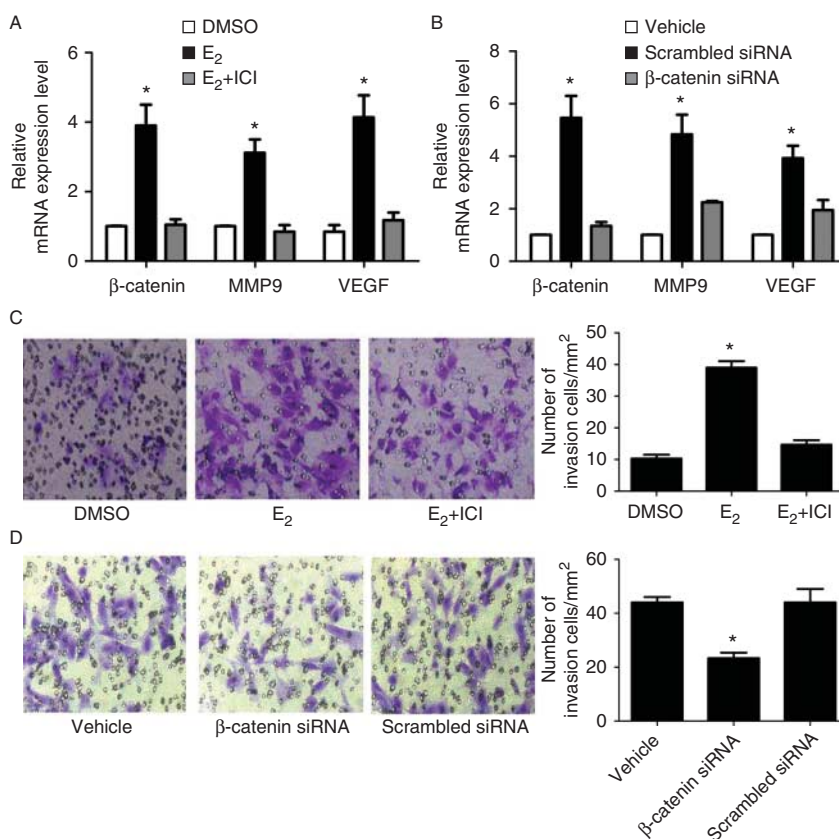 A
DMSO
E₂
E₂+ICI
Relative
mRNA expression level
6
4
2
0
*
*
*
β-catenin
MMP9
VEGF
B
Vehicle
Scrambled siRNA
β-catenin siRNA
Relative
mRNA expression level
8
6
4
2
0
*
*
*
β-catenin
MMP9
VEGF
C
DMSO
E₂
E₂+ICI
Number of
invasion cells/mm²
50
40
30
20
10
0
*
DMSO
E₂
E₂+ICI
D
Vehicle
β-catenin siRNA
Scrambled siRNA
Number of
invasion cells/mm²
60
40
20
0
*
Vehicle
β-catenin siRNA
Scrambled siRNA